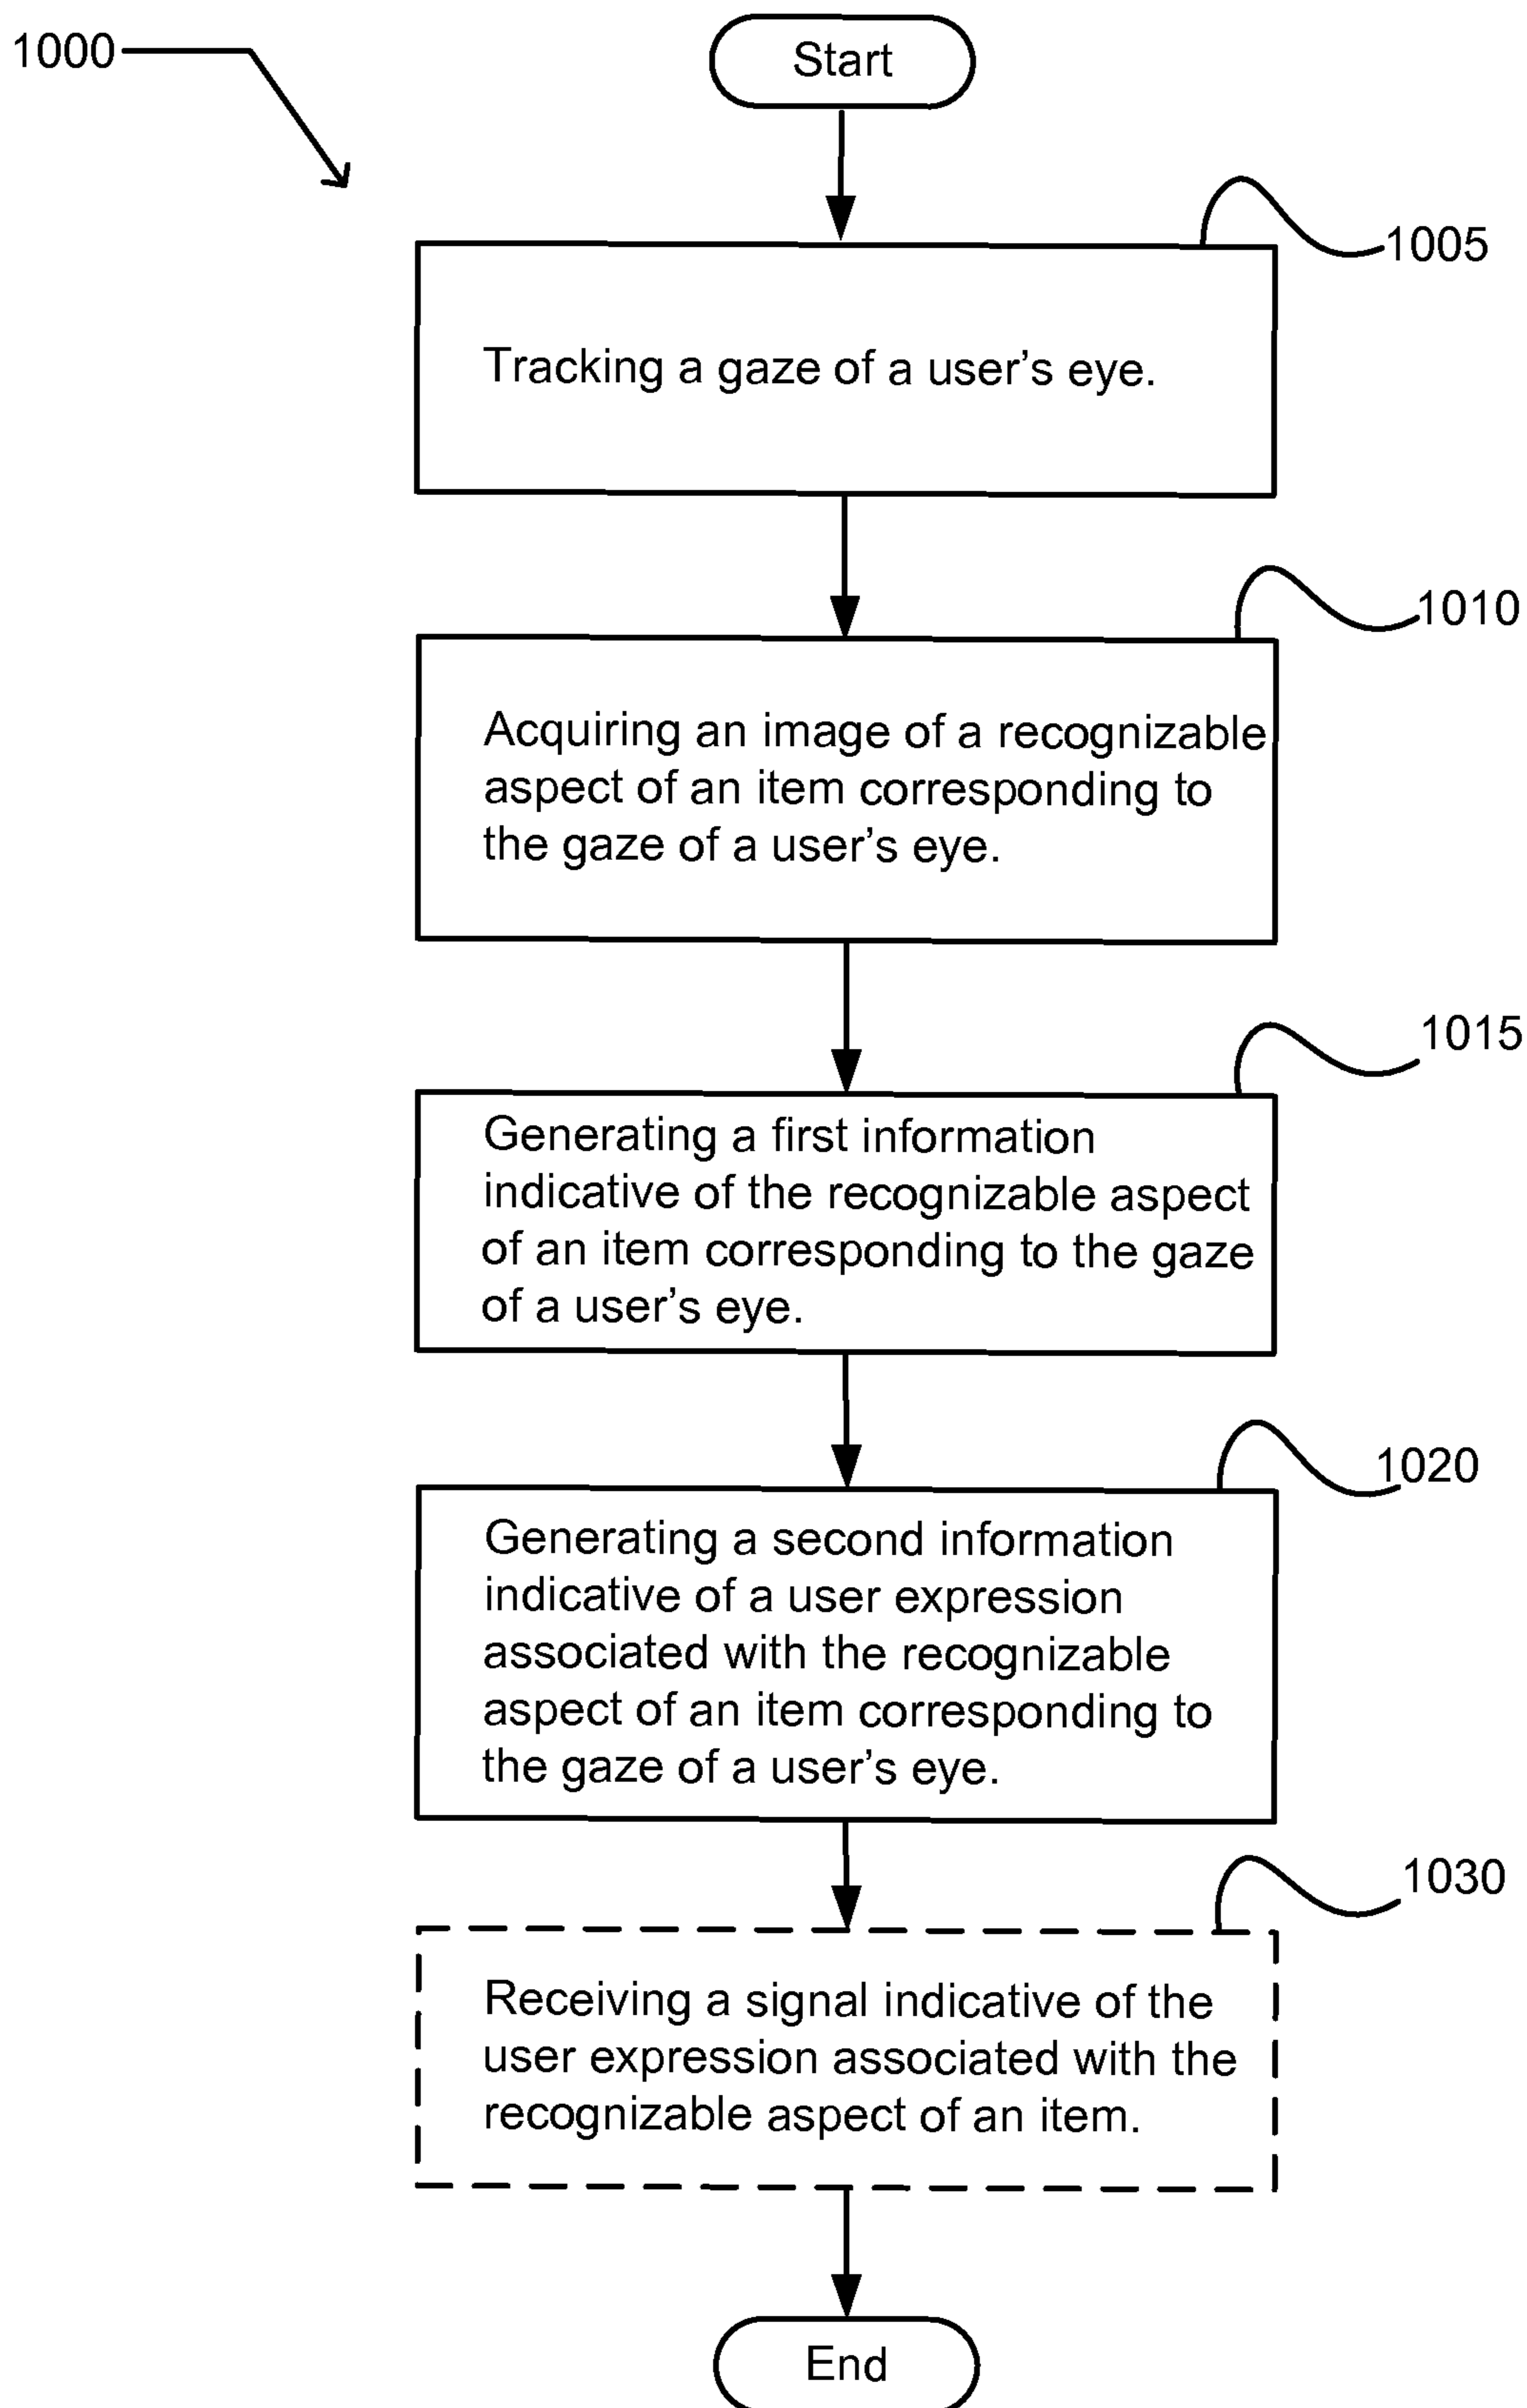 1000
Start
1005
Tracking a gaze of a user's eye.
1010
Acquiring an image of a recognizable
aspect of an item corresponding to
the gaze of a user's eye.
1015
Generating a first information
indicative of the recognizable aspect
of an item corresponding to the gaze
of a user's eye.
1020
Generating a second information
indicative of a user expression
associated with the recognizable
aspect of an item corresponding to
the gaze of a user's eye.
1030
Receiving a signal indicative of the
user expression associated with the
recognizable aspect of an item.
End